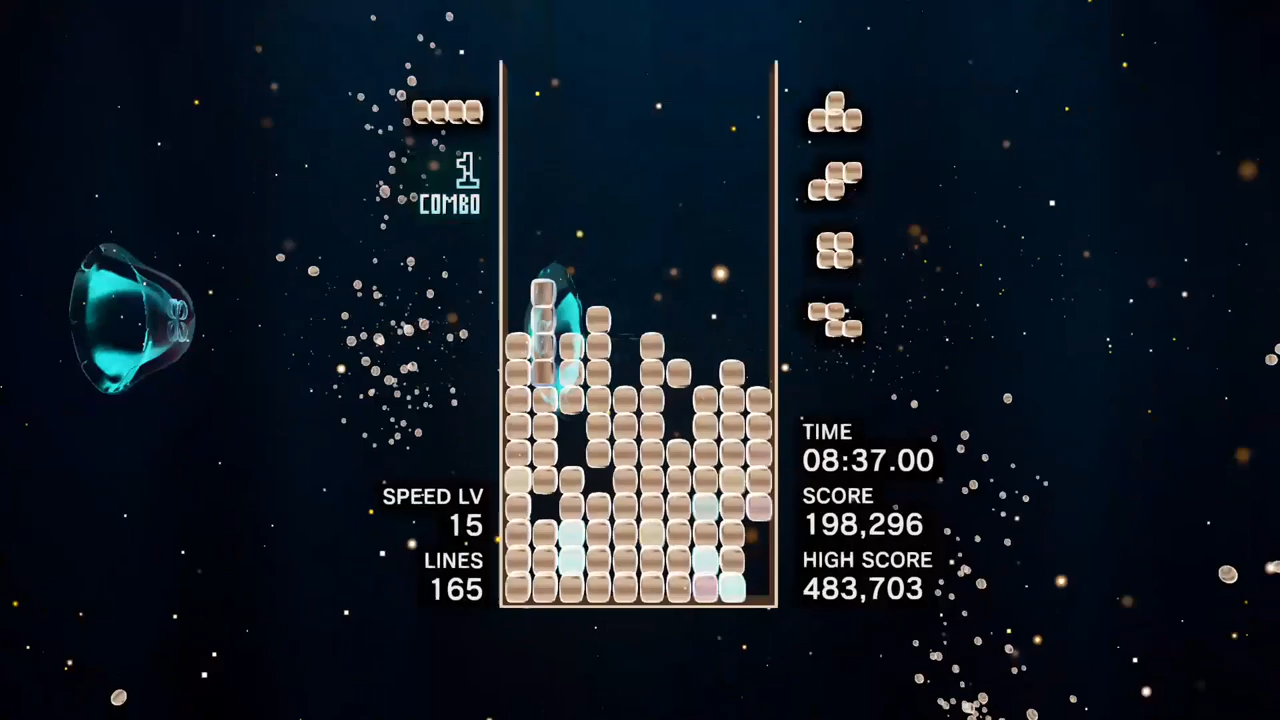 1
COMBO
SPEED LV
15
LINES
165
TIME
08:37.00
SCORE
198,296
HIGH SCORE
483,703